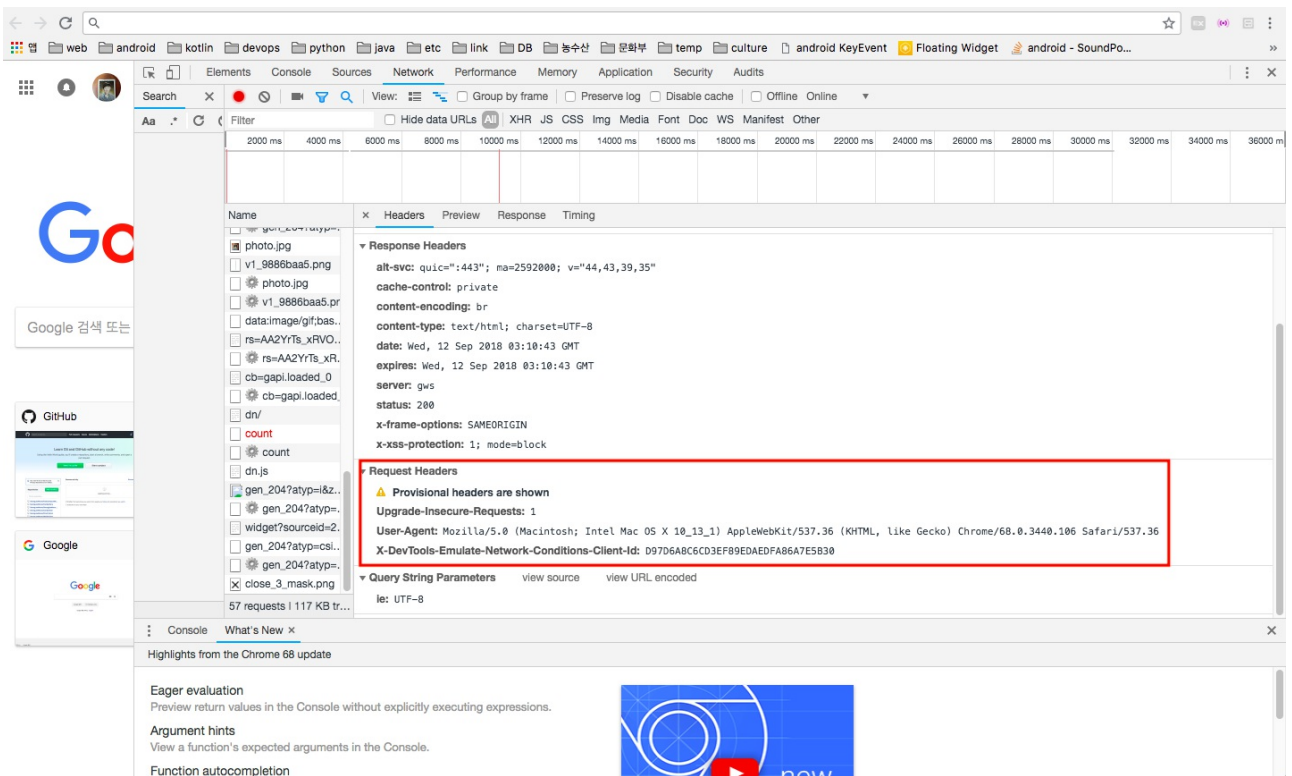 앱 web android kotlin devops python java etc link DB 농수산 문화부 temp culture android KeyEvent Floating Widget android - SoundPo... »
Elements Console Sources Network Performance Memory Application Security Audits
Search × View: Group by frame Preserve log Disable cache Offline Online
Aa .* Filter Hide data URLs All XHR JS CSS Img Media Font Doc WS Manifest Other
2000 ms 4000 ms 6000 ms 8000 ms 10000 ms 12000 ms 14000 ms 16000 ms 18000 ms 20000 ms 22000 ms 24000 ms 26000 ms 28000 ms 30000 ms 32000 ms 34000 ms 36000 m
Go
Google 검색 또는
GitHub
Google
Google
Name
gen_204?atyp=.
photo.jpg
v1_9886baa5.png
photo.jpg
v1_9886baa5.pr
data:image/gif;bas..
rs=AA2YrTs_xRVO..
rs=AA2YrTs_xR.
cb=gapi.loaded_0
cb=gapi.loaded_
dn/
count
count
dn.js
gen_204?atyp=i&z..
gen_204?atyp=.
widget?sourceid=2.
gen_204?atyp=csi..
gen_204?atyp=.
close_3_mask.png
57 requests | 117 KB tr...
× Headers Preview Response Timing
Response Headers
alt-svc: quic=":443"; ma=2592000; v="44,43,39,35"
cache-control: private
content-encoding: br
content-type: text/html; charset=UTF-8
date: Wed, 12 Sep 2018 03:10:43 GMT
expires: Wed, 12 Sep 2018 03:10:43 GMT
server: gws
status: 200
x-frame-options: SAMEORIGIN
x-xss-protection: 1; mode=block
Request Headers
Provisional headers are shown
Upgrade-Insecure-Requests: 1
User-Agent: Mozilla/5.0 (Macintosh; Intel Mac OS X 10_13_1) AppleWebKit/537.36 (KHTML, like Gecko) Chrome/68.0.3440.106 Safari/537.36
X-DevTools-Emulate-Network-Conditions-Client-Id: D97D6A8C6CD3EF89EDAEDFA86A7E5B30
Query String Parameters view source view URL encoded
ie: UTF-8
Console What's New ×
Highlights from the Chrome 68 update
Eager evaluation
Preview return values in the Console without explicitly executing expressions.
Argument hints
View a function's expected arguments in the Console.
Function autocompletion
new